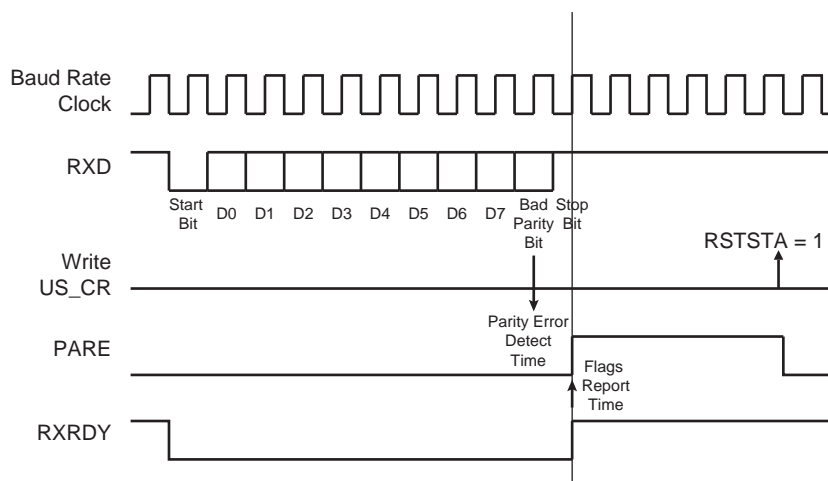 Baud Rate
Clock
RXD
Start
Bit
D0
D1
D2
D3
D4
D5
D6
D7
Bad
Parity
Bit
Stop
Bit
Write
US_CR
RSTSTA = 1
Parity Error
Detect
Time
PARE
Flags
Report
Time
RXRDY